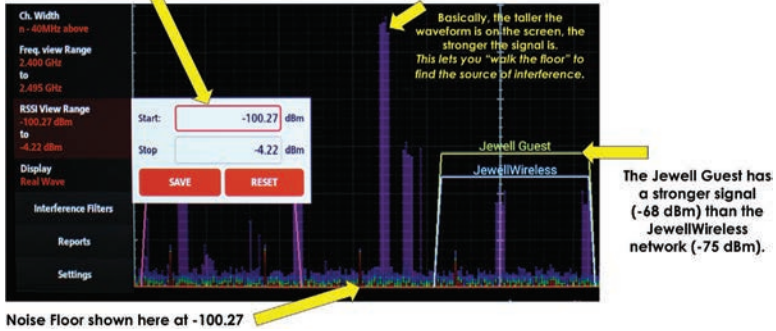 Ch. Width
n - 40MHz above
Freq. view Range
2.400 GHz
to
2.495 GHz
RSSI View Range
-100.27 dBm
to
-4.22 dBm
Display
Real Wave
Interference Filters
Reports
Settings
Start:
-100.27
dBm
Stop
-4.22
dBm
SAVE
RESET
Basically, the taller the
waveform is on the screen, the
stronger the signal is.
This lets you "walk the floor" to
find the source of interference.
Jewell Guest
JewellWireless
The Jewell Guest has
a stronger signal
(-68 dBm) than the
JewellWireless
network (-75 dBm).
Noise Floor shown here at -100.27